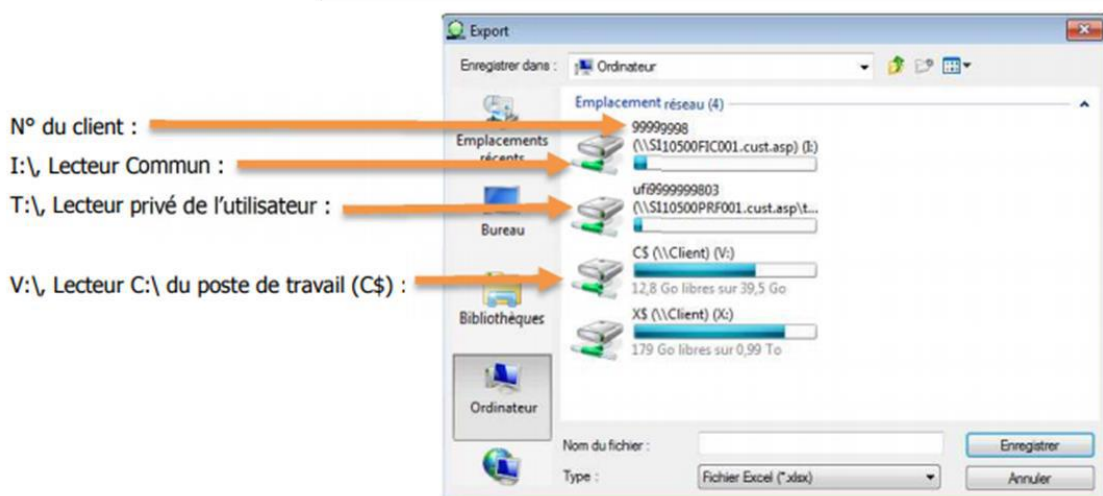 Export
Enregistrer dans :
Ordinateur
N° du client :
I:\, Lecteur Commun :
T:\, Lecteur privé de l'utilisateur :
V:\, Lecteur C:\ du poste de travail (C$) :
Emplacements
récents
Bureau
Bibliothèques
Ordinateur
Emplacement réseau (4)
99999998
(\\S110500FIC001.cust.asp) (I:)
ufi9999999803
(\\S110500PRF001.cust.asp\t...
C$ (\\Client) (V:)
12,8 Go libres sur 39,5 Go
X$ (\\Client) (X:)
179 Go libres sur 0,99 To
Nom du fichier :
Enregistrer
Type :
Fichier Excel (*.xlsx)
Annuler